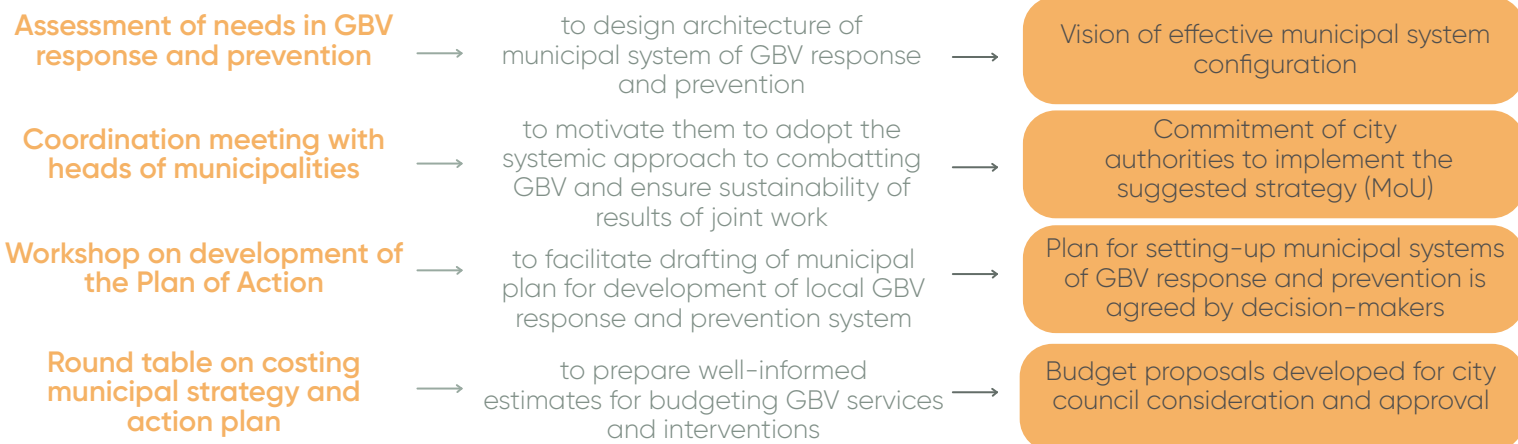 Assessment of needs in GBV
response and prevention
to design architecture of
municipal system of GBV response
and prevention
Vision of effective municipal system
configuration
Coordination meeting with
heads of municipalities
to motivate them to adopt the
systemic approach to combatting
GBV and ensure sustainability of
results of joint work
Commitment of city
authorities to implement the
suggested strategy (MoU)
Workshop on development of
the Plan of Action
to facilitate drafting of municipal
plan for development of local GBV
response and prevention system
Plan for setting-up municipal systems
of GBV response and prevention is
agreed by decision-makers
Round table on costing
municipal strategy and
action plan
to prepare well-informed
estimates for budgeting GBV services
and interventions
Budget proposals developed for city
council consideration and approval